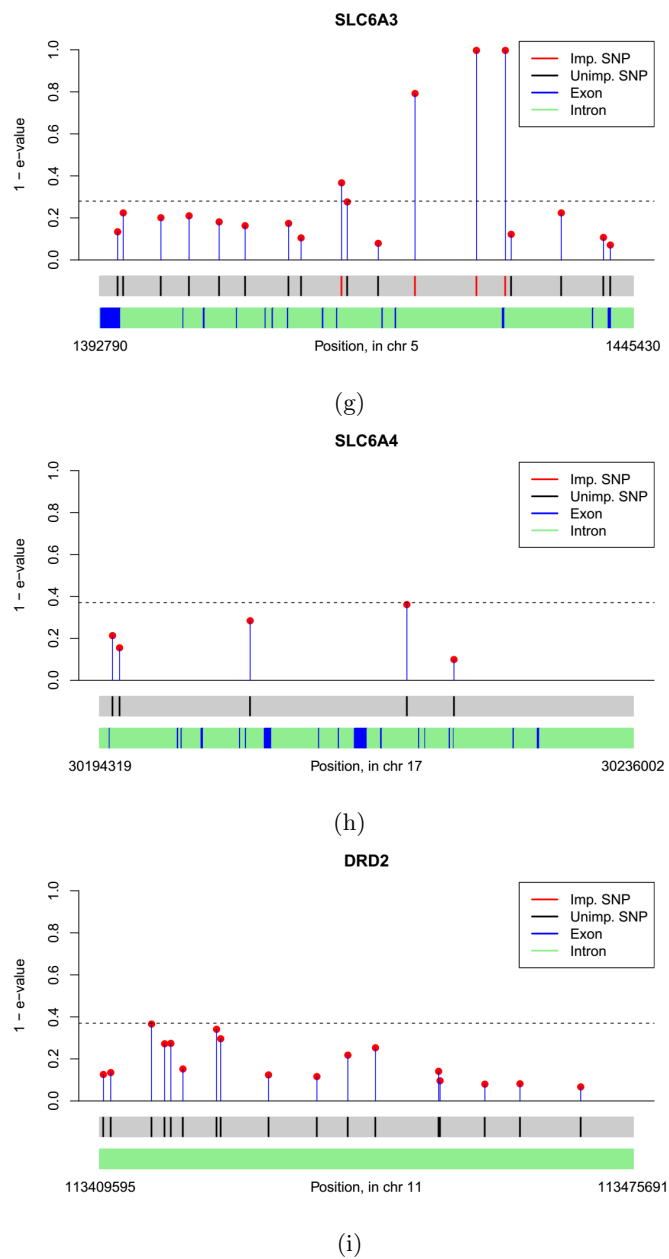 SLC6A3
1 − e−value
0.0
0.2
0.4
0.6
0.8
1.0
Imp. SNP
Unimp. SNP
Exon
Intron
1392790 Position, in chr 5 1445430
(g)
SLC6A4
1 − e−value
0.0
0.2
0.4
0.6
0.8
1.0
Imp. SNP
Unimp. SNP
Exon
Intron
30194319 Position, in chr 17 30236002
(h)
DRD2
1 − e−value
0.0
0.2
0.4
0.6
0.8
1.0
Imp. SNP
Unimp. SNP
Exon
Intron
113409595 Position, in chr 11 113475691
(i)